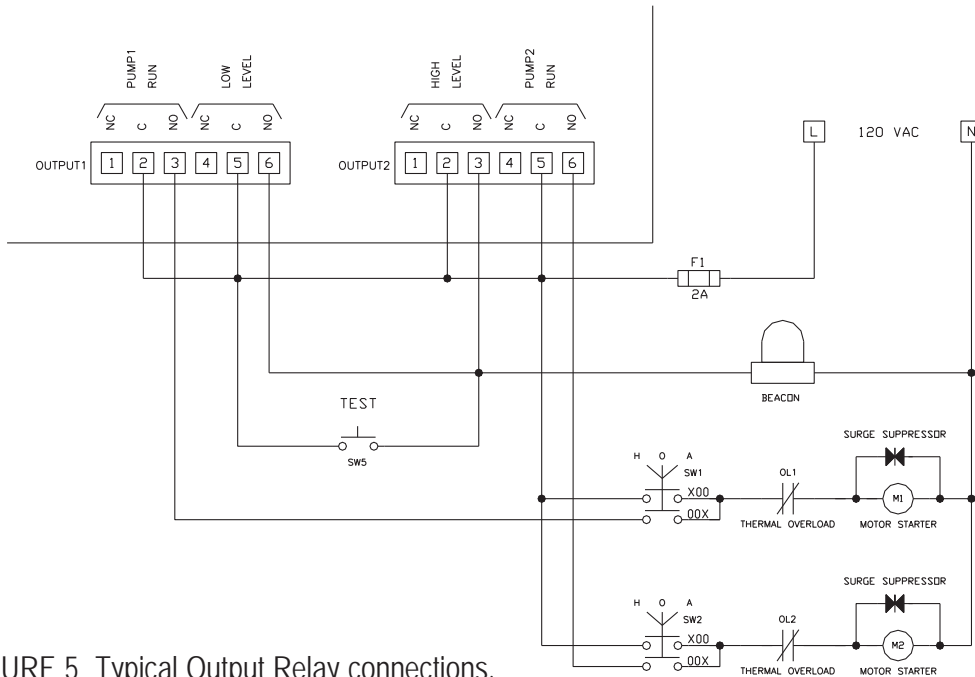 PUMP1 RUN
LOW LEVEL
HIGH LEVEL
PUMP2 RUN
NC C NO NC C NO
NC C NO NC C NO
OUTPUT1 1 2 3 4 5 6
OUTPUT2 1 2 3 4 5 6
L 120 VAC N
F1
2A
BEACON
TEST
SW5
SURGE SUPPRESSOR
H O A
SW1
OL1
X00
M1
00X
THERMAL OVERLOAD
MOTOR STARTER
SURGE SUPPRESSOR
H O A
SW2
OL2
X00
M2
00X
THERMAL OVERLOAD
MOTOR STARTER
URE 5 Typical Output Relay connections.